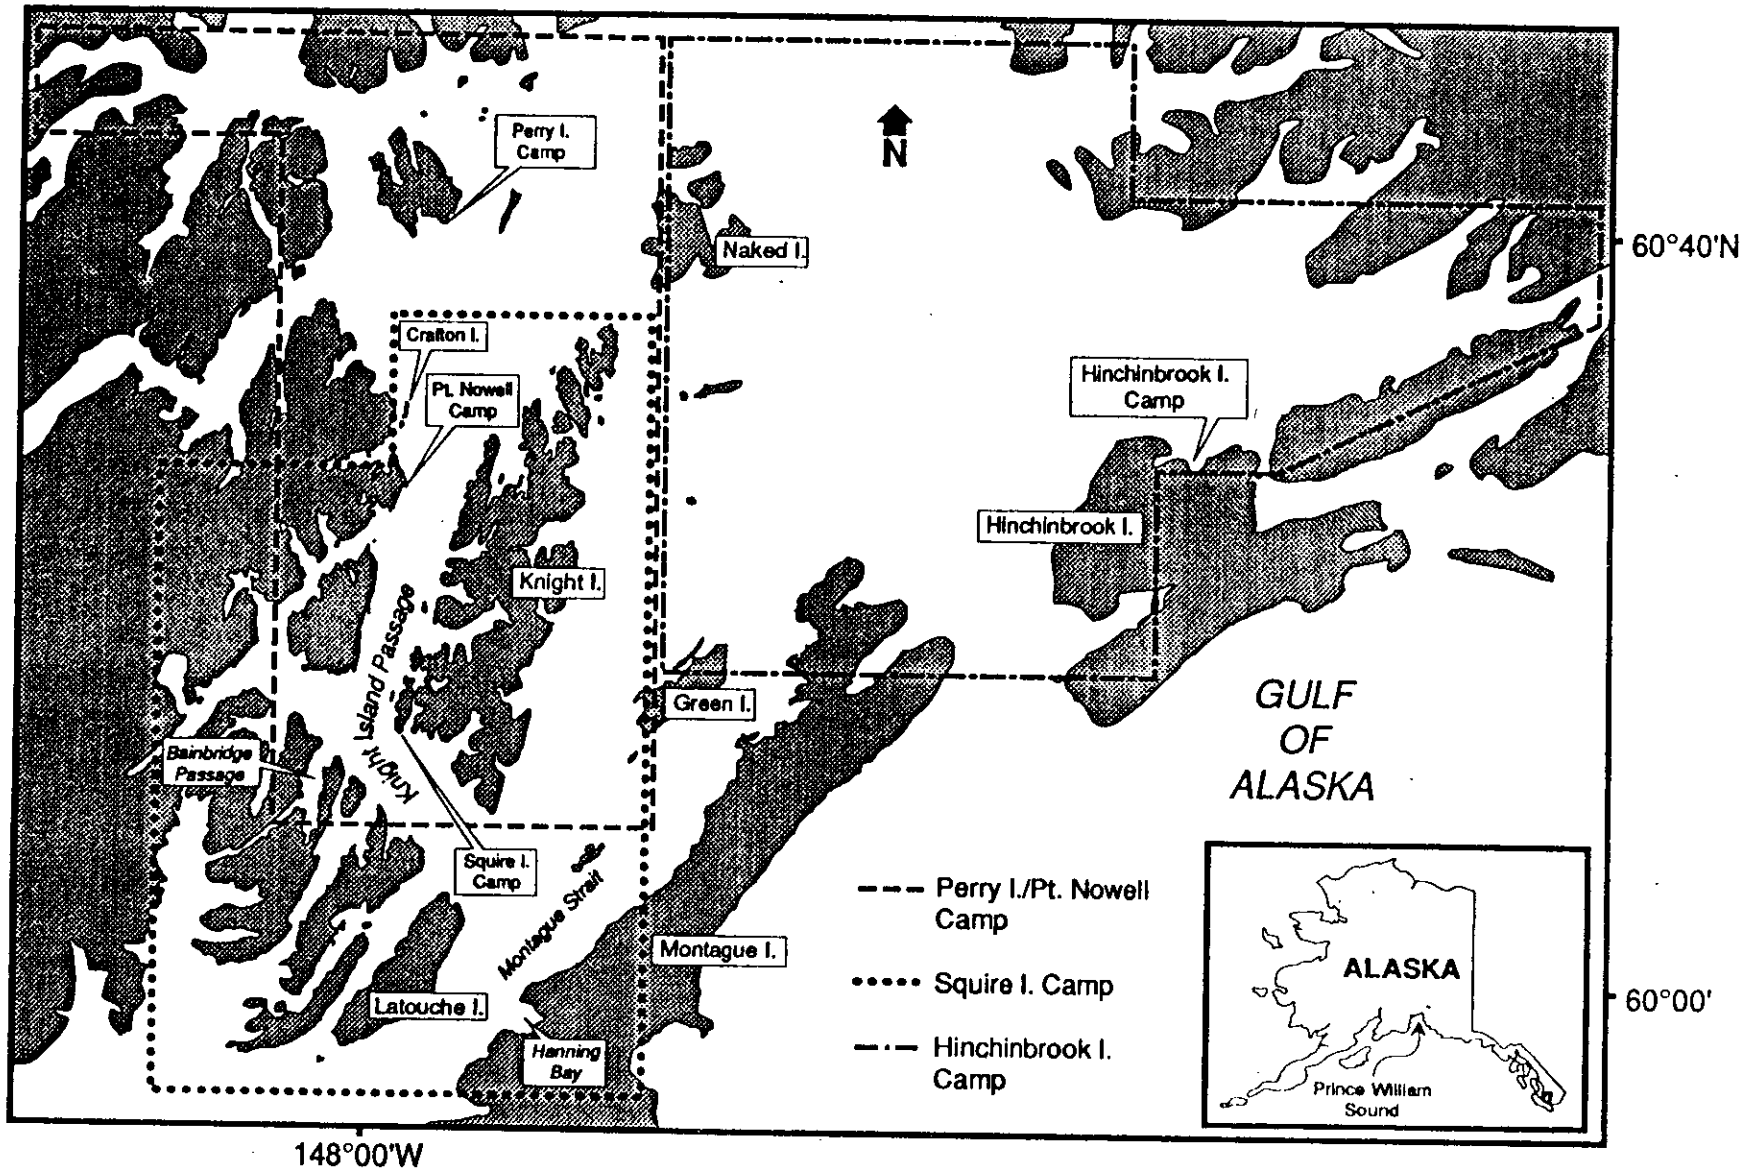 Perry I.
Camp
N
Naked I.
60°40'N
Crafton I.
Pt. Nowell
Camp
Hinchinbrook I.
Camp
Hinchinbrook I.
Knight I.
Knight Island Passage
Green I.
GULF
OF
ALASKA
Bainbridge
Passage
Squire I.
Camp
Montague Strait
Perry I./Pt. Nowell
Camp
Montague I.
Squire I. Camp
Latouche I.
Hanning
Bay
Hinchinbrook I.
Camp
ALASKA
Prince William
Sound
60°00'
148°00'W